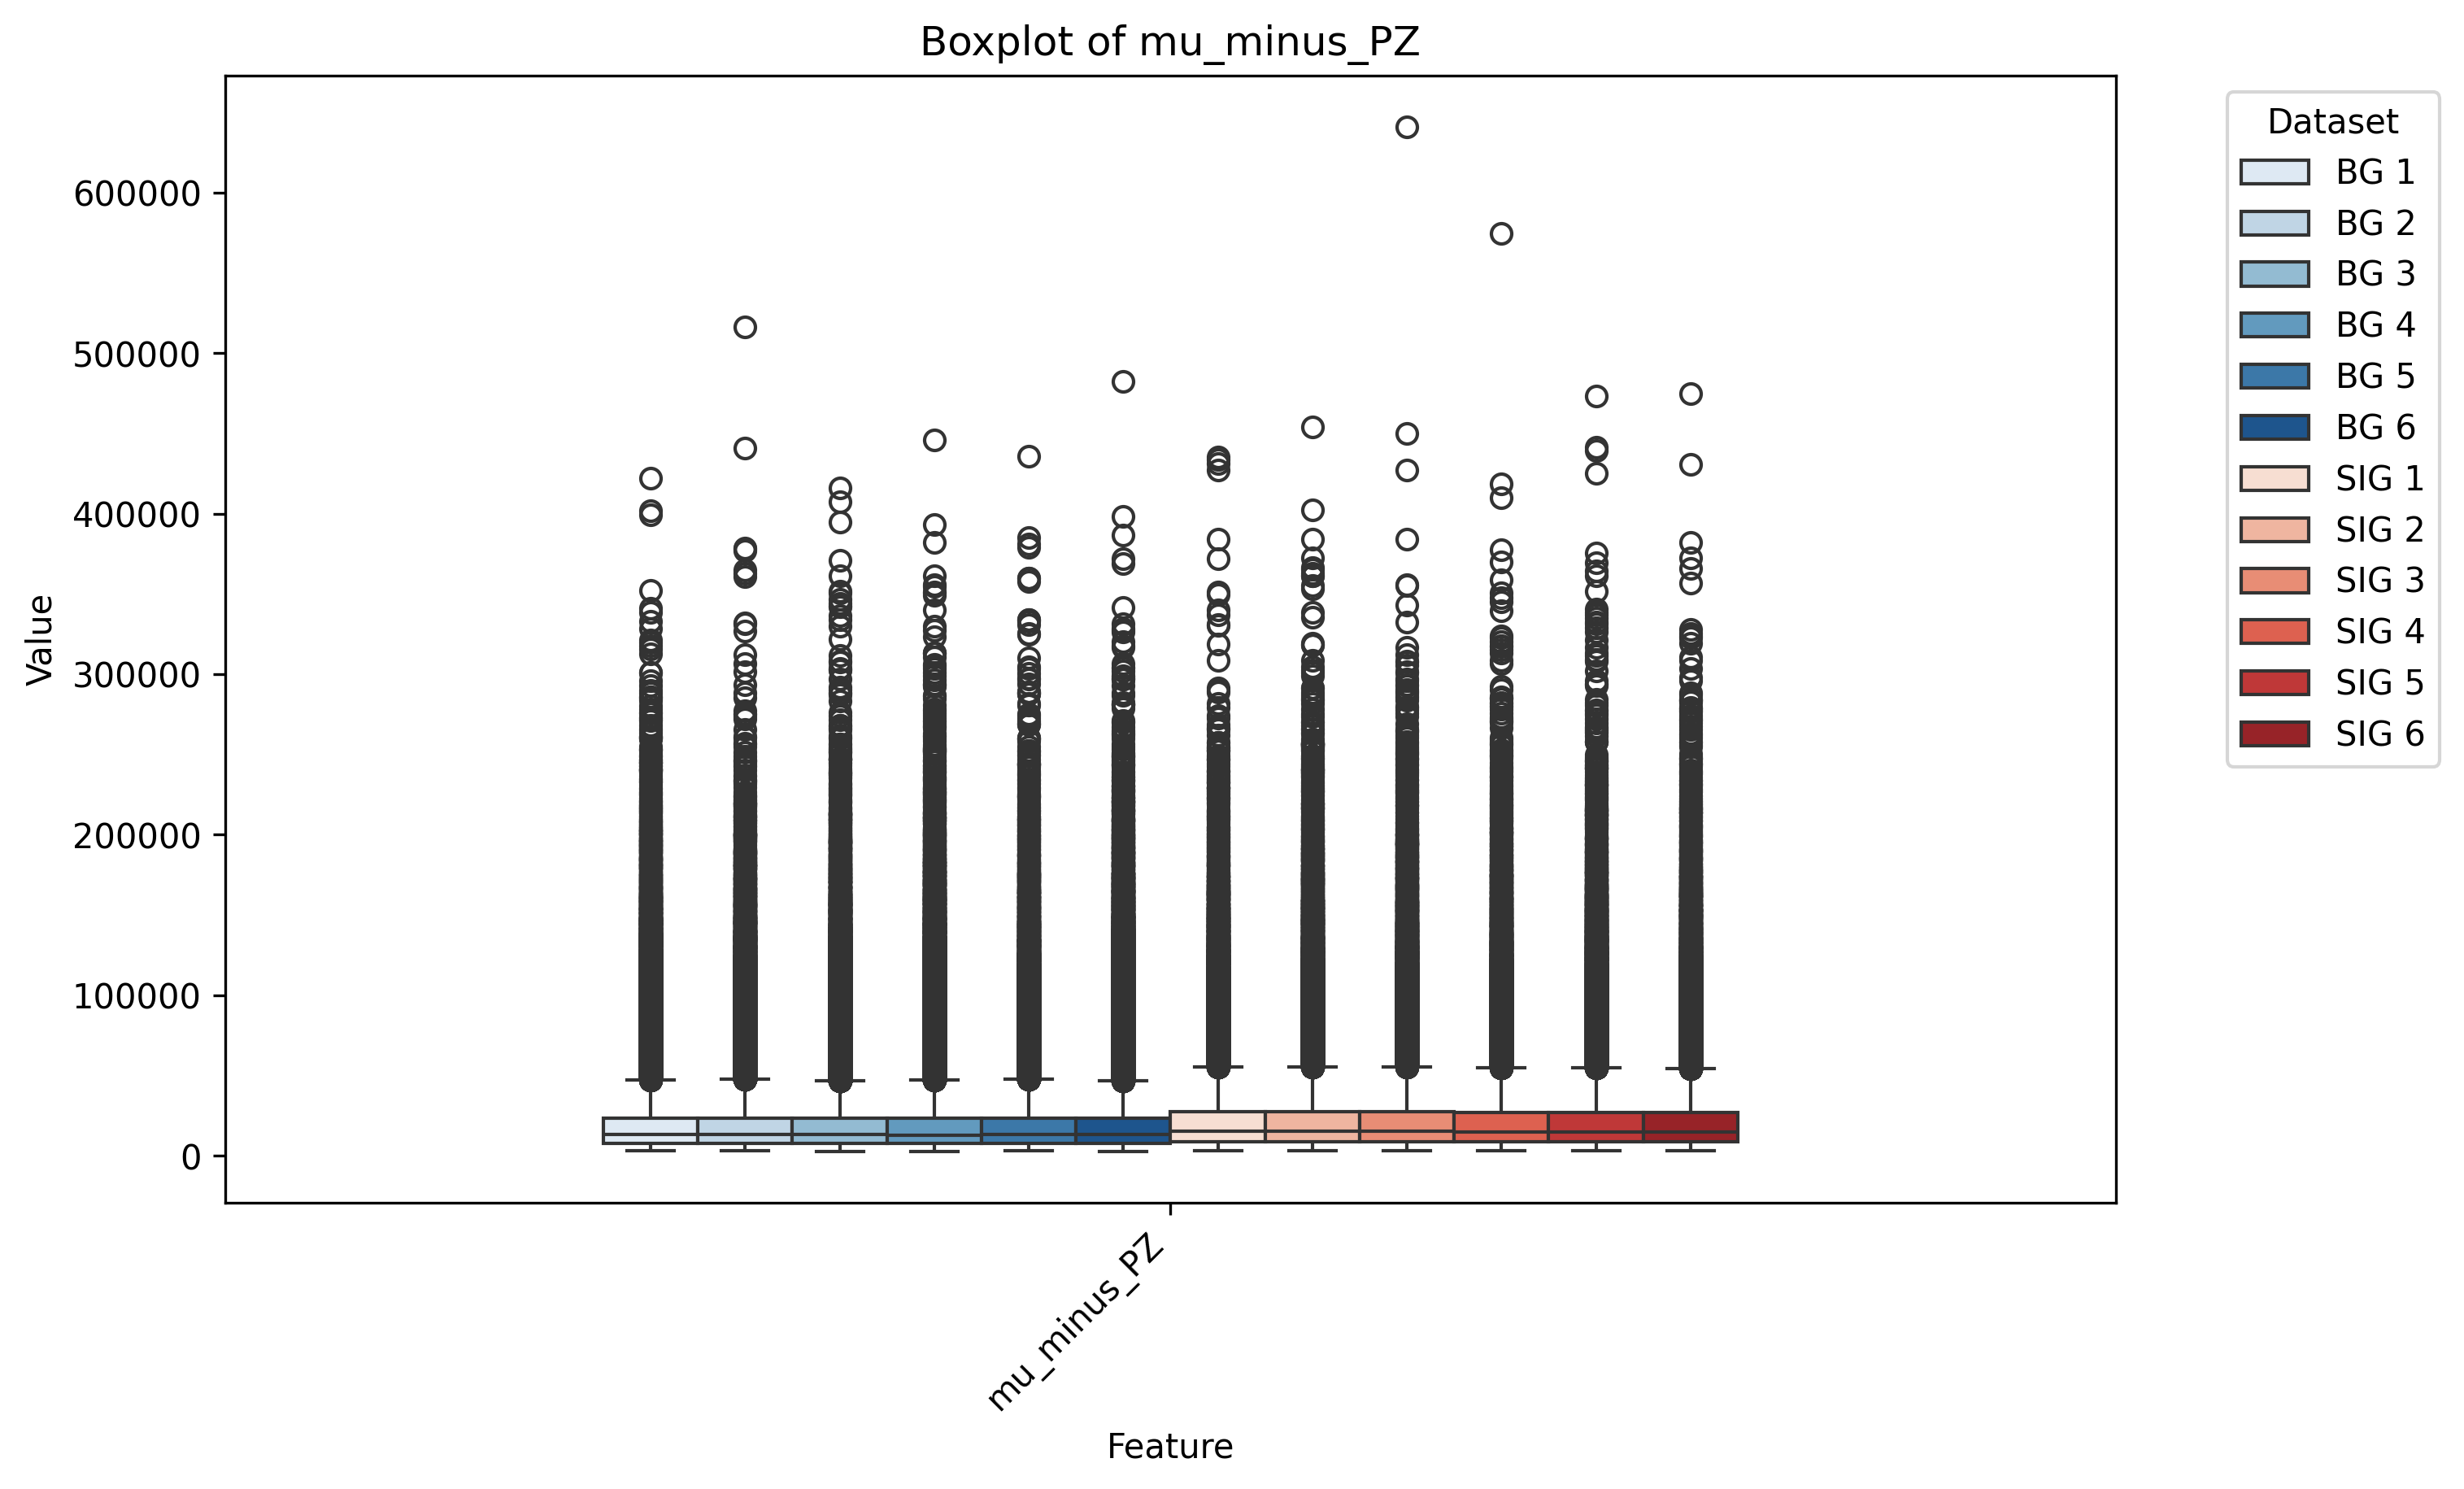 Boxplot of mu_minus_PZ
Value
600000
500000
400000
300000
200000
100000
0
mu_minus_PZ
Feature
Dataset
BG 1
BG 2
BG 3
BG 4
BG 5
BG 6
SIG 1
SIG 2
SIG 3
SIG 4
SIG 5
SIG 6